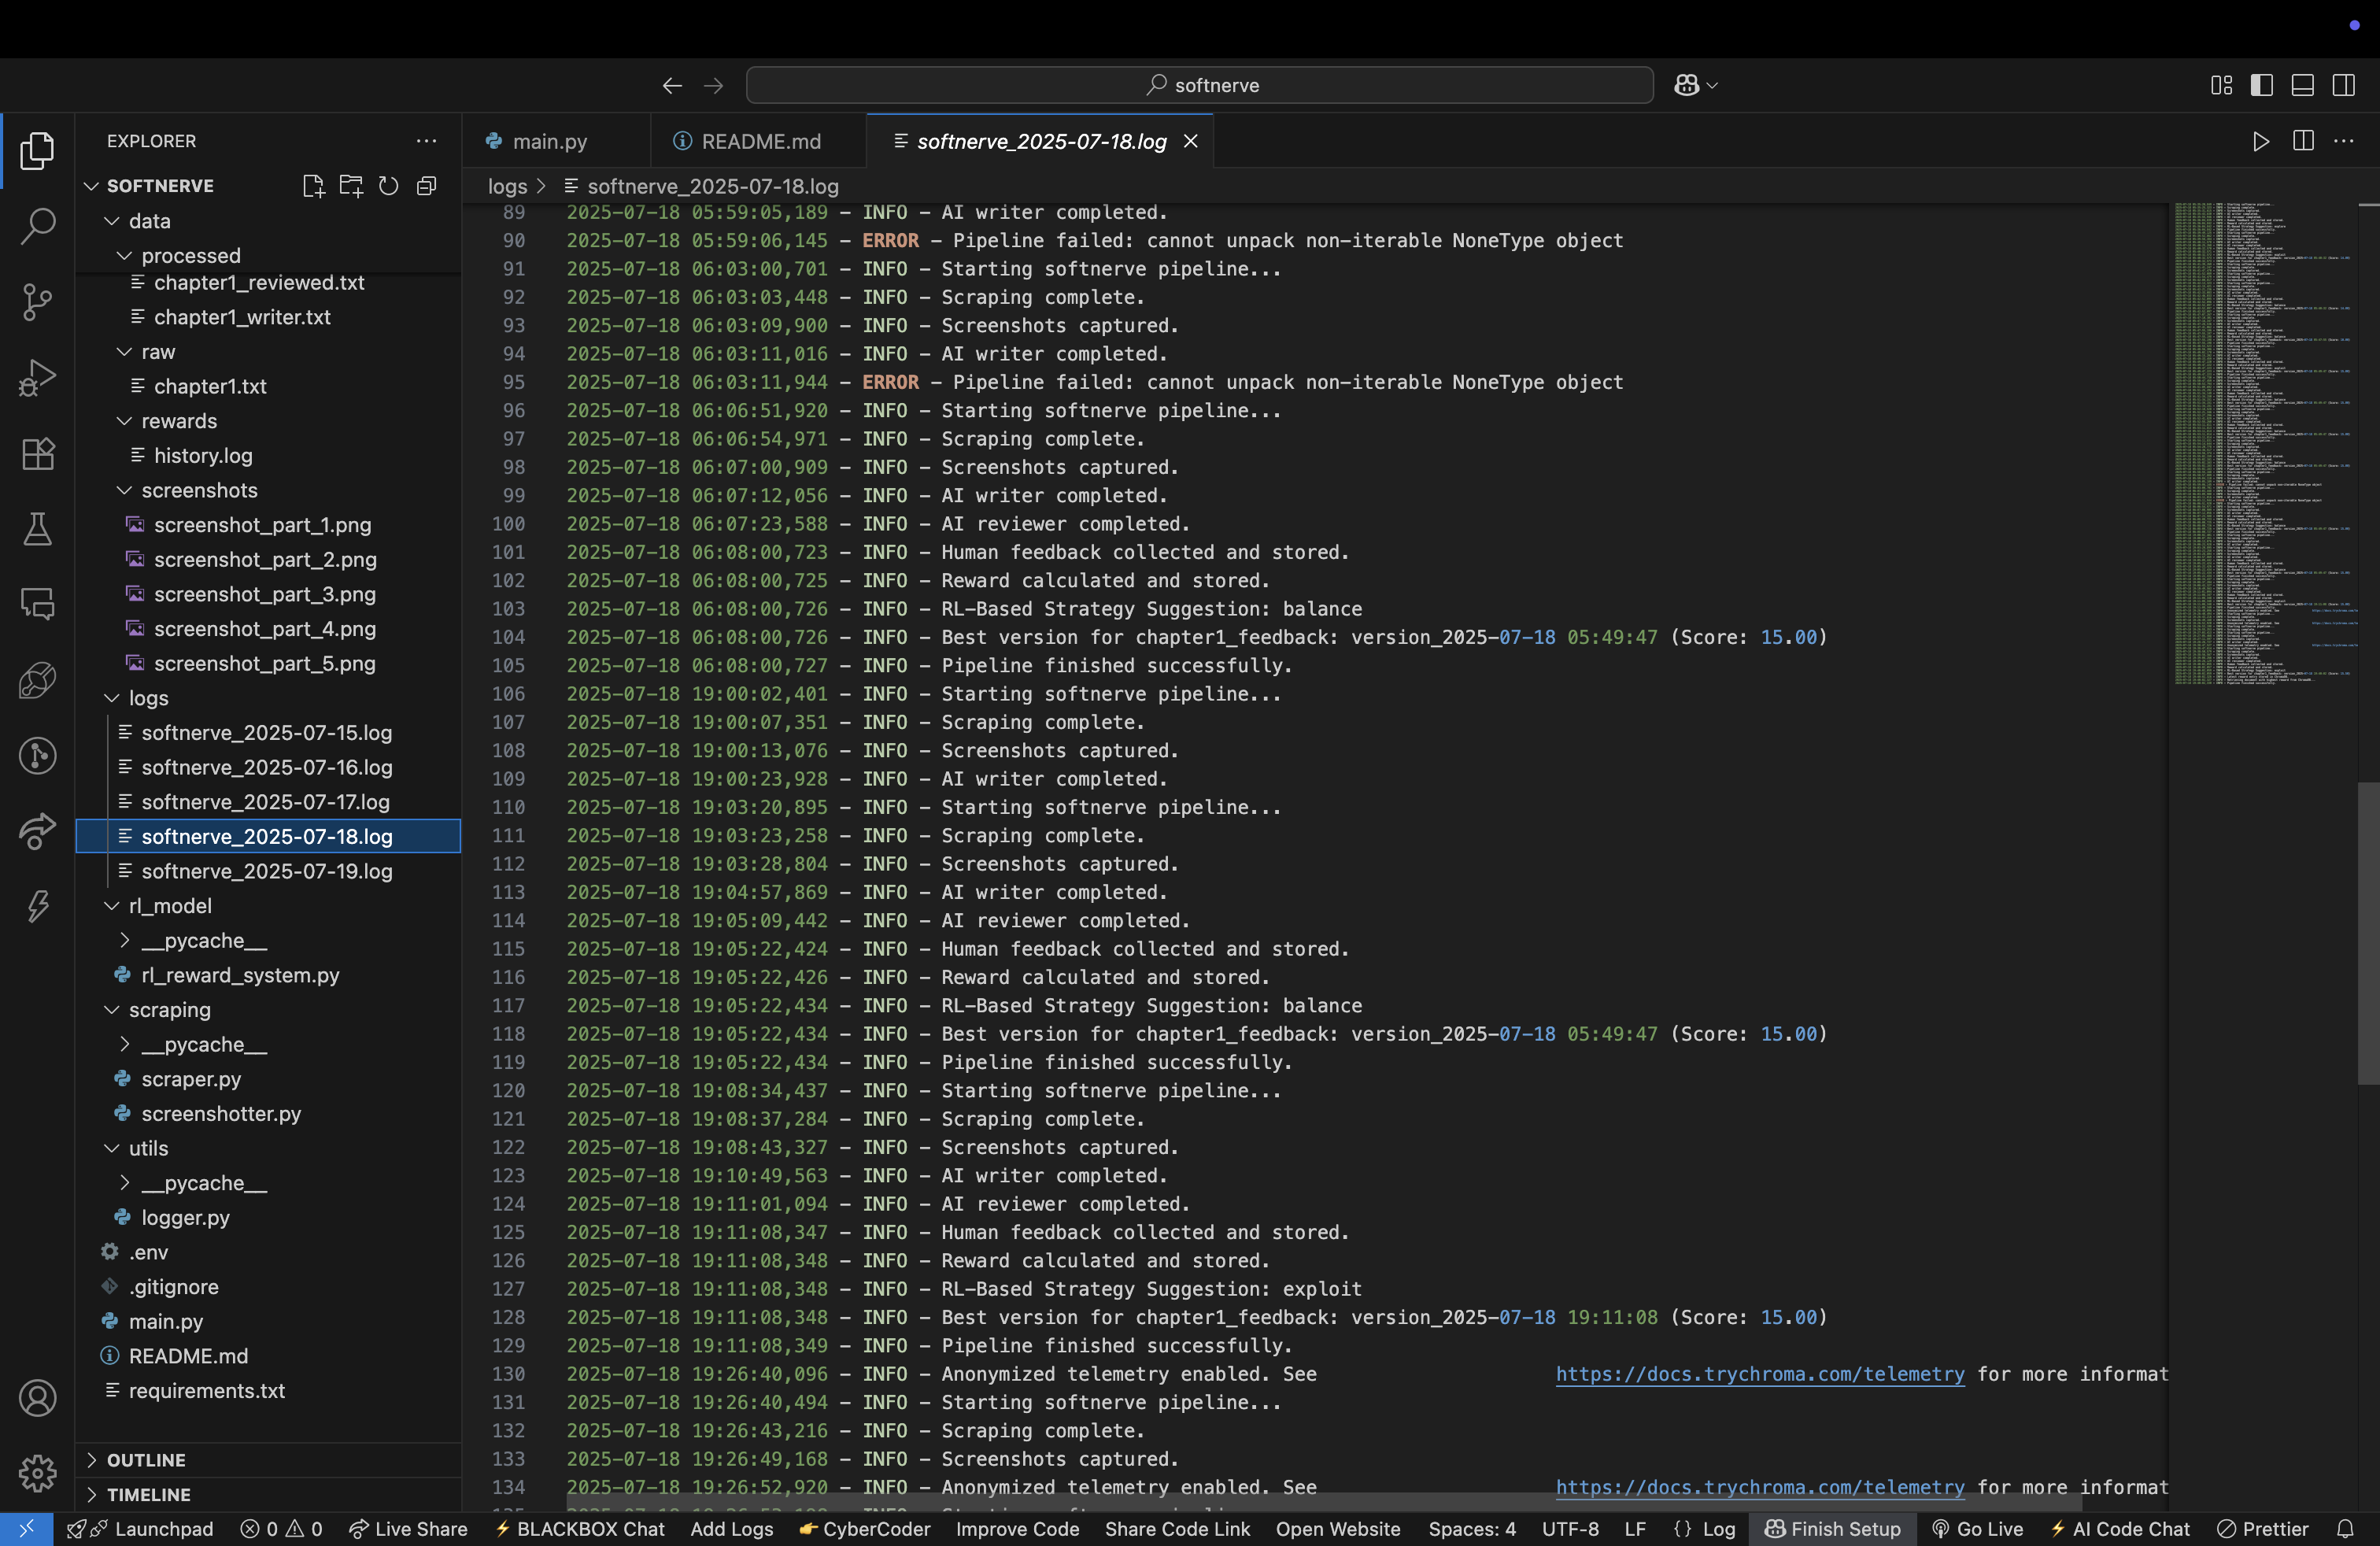 softnerve
EXPLORER
SOFTNERVE
data
processed
chapter1_reviewed.txt
chapter1_writer.txt
raw
chapter1.txt
rewards
history.log
screenshots
screenshot_part_1.png
screenshot_part_2.png
screenshot_part_3.png
screenshot_part_4.png
screenshot_part_5.png
logs
softnerve_2025-07-15.log
softnerve_2025-07-16.log
softnerve_2025-07-17.log
softnerve_2025-07-18.log
softnerve_2025-07-19.log
rl_model
__pycache__
rl_reward_system.py
scraping
__pycache__
scraper.py
screenshotter.py
utils
__pycache__
logger.py
.env
.gitignore
main.py
README.md
requirements.txt
OUTLINE
TIMELINE
main.py README.md softnerve_2025-07-18.log
logs > softnerve_2025-07-18.log
89 2025-07-18 05:59:05,189 - INFO - AI writer completed.
90 2025-07-18 05:59:06,145 - ERROR - Pipeline failed: cannot unpack non-iterable NoneType object
91 2025-07-18 06:03:00,701 - INFO - Starting softnerve pipeline...
92 2025-07-18 06:03:03,448 - INFO - Scraping complete.
93 2025-07-18 06:03:09,900 - INFO - Screenshots captured.
94 2025-07-18 06:03:11,016 - INFO - AI writer completed.
95 2025-07-18 06:03:11,944 - ERROR - Pipeline failed: cannot unpack non-iterable NoneType object
96 2025-07-18 06:06:51,920 - INFO - Starting softnerve pipeline...
97 2025-07-18 06:06:54,971 - INFO - Scraping complete.
98 2025-07-18 06:07:00,909 - INFO - Screenshots captured.
99 2025-07-18 06:07:12,056 - INFO - AI writer completed.
100 2025-07-18 06:07:23,588 - INFO - AI reviewer completed.
101 2025-07-18 06:08:00,723 - INFO - Human feedback collected and stored.
102 2025-07-18 06:08:00,725 - INFO - Reward calculated and stored.
103 2025-07-18 06:08:00,726 - INFO - RL-Based Strategy Suggestion: balance
104 2025-07-18 06:08:00,726 - INFO - Best version for chapter1_feedback: version_2025-07-18 05:49:47 (Score: 15.00)
105 2025-07-18 06:08:00,727 - INFO - Pipeline finished successfully.
106 2025-07-18 19:00:02,401 - INFO - Starting softnerve pipeline...
107 2025-07-18 19:00:07,351 - INFO - Scraping complete.
108 2025-07-18 19:00:13,076 - INFO - Screenshots captured.
109 2025-07-18 19:00:23,928 - INFO - AI writer completed.
110 2025-07-18 19:03:20,895 - INFO - Starting softnerve pipeline...
111 2025-07-18 19:03:23,258 - INFO - Scraping complete.
112 2025-07-18 19:03:28,804 - INFO - Screenshots captured.
113 2025-07-18 19:04:57,869 - INFO - AI writer completed.
114 2025-07-18 19:05:09,442 - INFO - AI reviewer completed.
115 2025-07-18 19:05:22,424 - INFO - Human feedback collected and stored.
116 2025-07-18 19:05:22,426 - INFO - Reward calculated and stored.
117 2025-07-18 19:05:22,434 - INFO - RL-Based Strategy Suggestion: balance
118 2025-07-18 19:05:22,434 - INFO - Best version for chapter1_feedback: version_2025-07-18 05:49:47 (Score: 15.00)
119 2025-07-18 19:05:22,434 - INFO - Pipeline finished successfully.
120 2025-07-18 19:08:34,437 - INFO - Starting softnerve pipeline...
121 2025-07-18 19:08:37,284 - INFO - Scraping complete.
122 2025-07-18 19:08:43,327 - INFO - Screenshots captured.
123 2025-07-18 19:10:49,563 - INFO - AI writer completed.
124 2025-07-18 19:11:01,094 - INFO - AI reviewer completed.
125 2025-07-18 19:11:08,347 - INFO - Human feedback collected and stored.
126 2025-07-18 19:11:08,348 - INFO - Reward calculated and stored.
127 2025-07-18 19:11:08,348 - INFO - RL-Based Strategy Suggestion: exploit
128 2025-07-18 19:11:08,348 - INFO - Best version for chapter1_feedback: version_2025-07-18 19:11:08 (Score: 15.00)
129 2025-07-18 19:11:08,349 - INFO - Pipeline finished successfully.
130 2025-07-18 19:26:40,096 - INFO - Anonymized telemetry enabled. See https://docs.trychroma.com/telemetry for more informat
131 2025-07-18 19:26:40,494 - INFO - Starting softnerve pipeline...
132 2025-07-18 19:26:43,216 - INFO - Scraping complete.
133 2025-07-18 19:26:49,168 - INFO - Screenshots captured.
134 2025-07-18 19:26:52,920 - INFO - Anonymized telemetry enabled. See https://docs.trychroma.com/telemetry for more informat
Launchpad 0 0 Live Share BLACKBOX Chat Add Logs CyberCoder Improve Code Share Code Link Open Website Spaces: 4 UTF-8 LF {} Log Finish Setup Go Live AI Code Chat Prettier